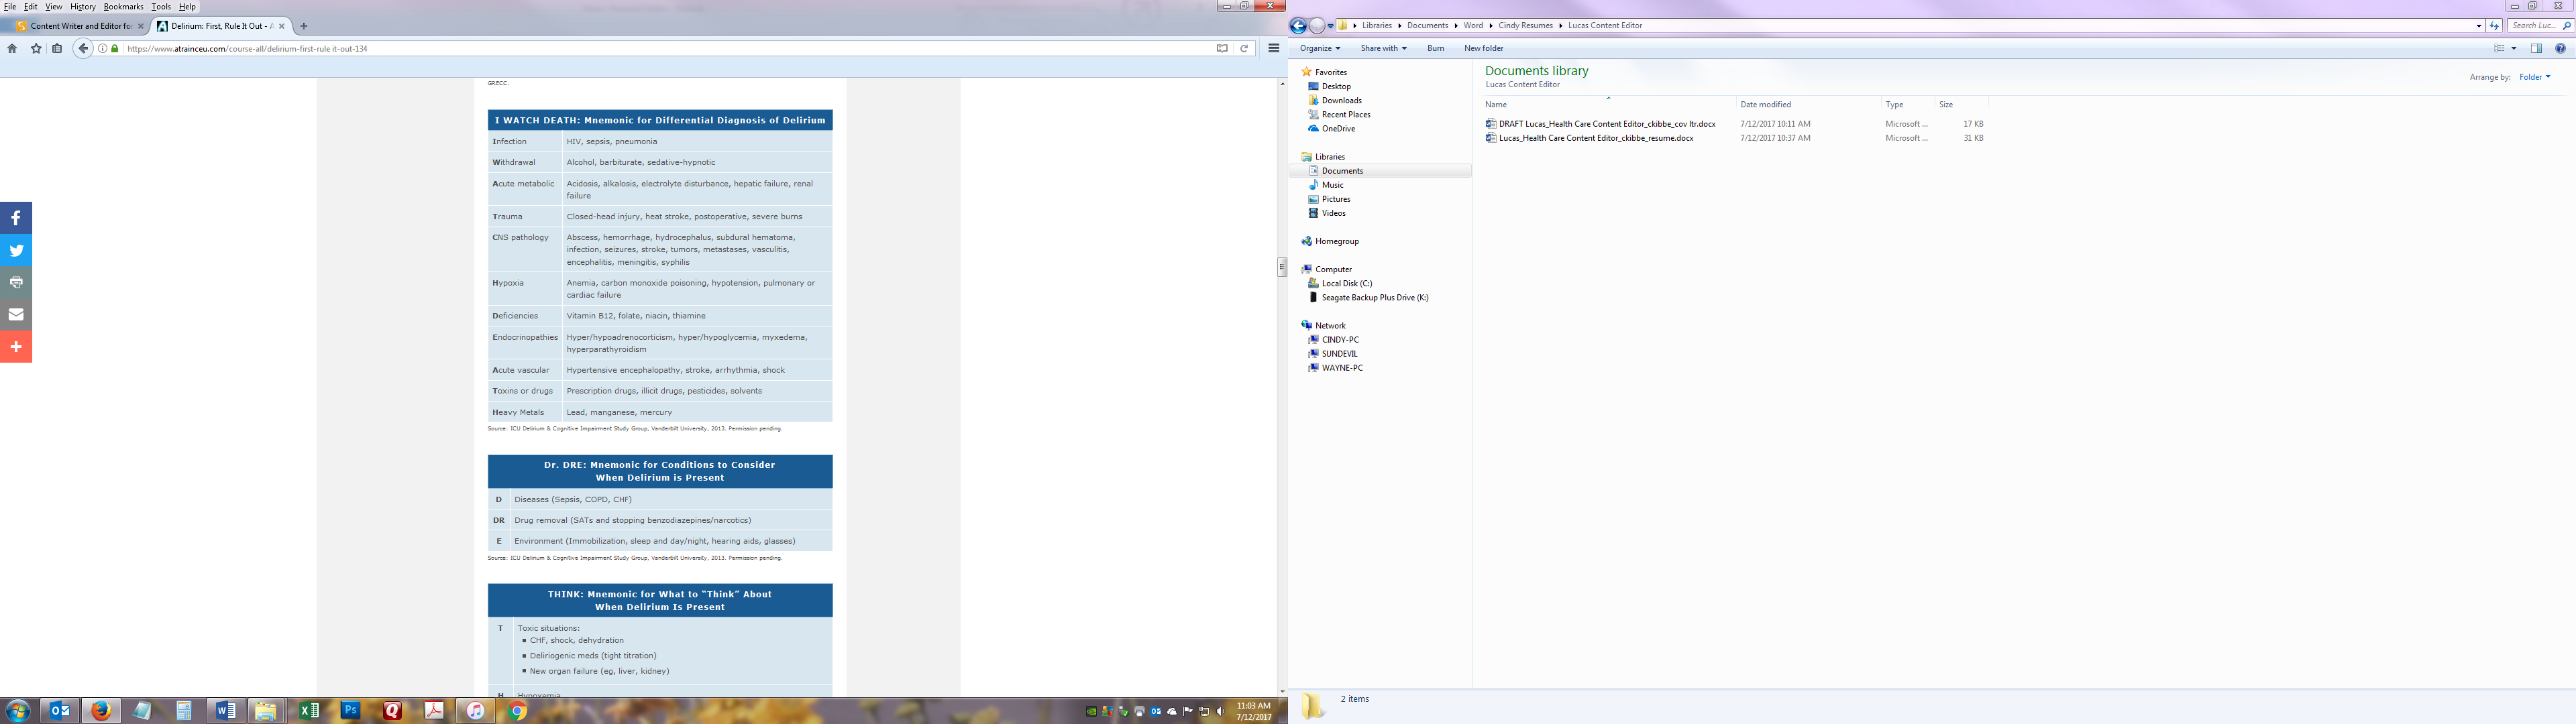 File Edit View History Bookmarks Tools Help
Content Writer and Editor fo
Delirium: First, Rule It Out - A
https://www.atrainceu.com/course-all/delirium-first-rule it-out-134
GRECC.
I WATCH DEATH: Mnemonic for Differential Diagnosis of Delirium
Infection HIV, sepsis, pneumonia
Withdrawal Alcohol, barbiturate, sedative-hypnotic
Acute metabolic Acidosis, alkalosis, electrolyte disturbance, hepatic failure, renal
failure
Trauma Closed-head injury, heat stroke, postoperative, severe burns
CNS pathology Abscess, hemorrhage, hydrocephalus, subdural hematoma,
infection, seizures, stroke, tumors, metastases, vasculitis,
encephalitis, meningitis, syphilis
Hypoxia Anemia, carbon monoxide poisoning, hypotension, pulmonary or
cardiac failure
Deficiencies Vitamin B12, folate, niacin, thiamine
Endocrinopathies Hyper/hypoadrenocorticism, hyper/hypoglycemia, myxedema,
hyperparathyroidism
Acute vascular Hypertensive encephalopathy, stroke, arrhythmia, shock
Toxins or drugs Prescription drugs, illicit drugs, pesticides, solvents
Heavy Metals Lead, manganese, mercury
Source: ICU Delirium & Cognitive Impairment Study Group, Vanderbilt University, 2013. Permission pending.
Dr. DRE: Mnemonic for Conditions to Consider
When Delirium is Present
D Diseases (Sepsis, COPD, CHF)
DR Drug removal (SATs and stopping benzodiazepines/narcotics)
E Environment (Immobilization, sleep and day/night, hearing aids, glasses)
Source: ICU Delirium & Cognitive Impairment Study Group, Vanderbilt University, 2013. Permission pending.
THINK: Mnemonic for What to “Think” About
When Delirium Is Present
T Toxic situations:
CHF, shock, dehydration
Deliriogenic meds (tight titration)
New organ failure (eg, liver, kidney)
H Hypoxemia
11:03 AM
7/12/2017
Libraries Documents Word Cindy Resumes Lucas Content Editor
Search Luc...
Organize Share with Burn New folder
Favorites
Desktop
Downloads
Recent Places
OneDrive
Libraries
Documents
Music
Pictures
Videos
Homegroup
Computer
Local Disk (C:)
Seagate Backup Plus Drive (K:)
Network
CINDY-PC
SUNDEVIL
WAYNE-PC
Documents library
Lucas Content Editor
Arrange by: Folder
Name Date modified Type Size
DRAFT Lucas_Health Care Content Editor_ckibbe_cov ltr.docx 7/12/2017 10:11 AM Microsoft ... 17 KB
Lucas_Health Care Content Editor_ckibbe_resume.docx 7/12/2017 10:37 AM Microsoft ... 31 KB
2 items